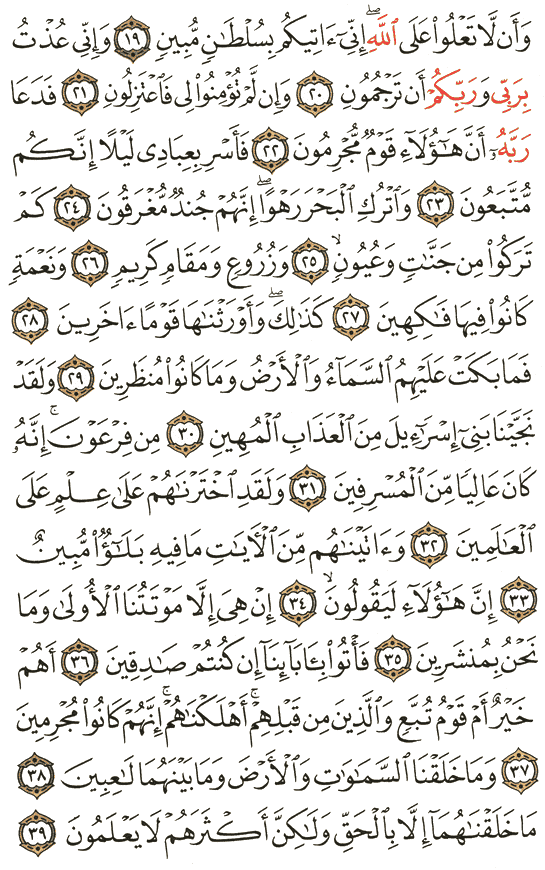 وَأَن لَّا تَعْلُوا۟ عَلَى ٱللَّهِ ۖ إِنِّىٓ ءَاتِيكُم بِسُلْطَـٰنٍ مُّبِينٍ ١٩ وَإِنِّى عُذْتُ
بِرَبِّى وَرَبِّكُمْ أَن تَرْجُمُونِ ٢٠ وَإِن لَّمْ تُؤْمِنُوا۟ لِى فَٱعْتَزِلُونِ ٢١ فَدَعَا
رَبَّهُۥٓ أَنَّ هَـٰٓؤُلَآءِ قَوْمٌ مُّجْرِمُونَ ٢٢ فَأَسْرِ بِعِبَادِى لَيْلًا إِنَّكُم
مُّتَّبَعُونَ ٢٣ وَٱتْرُكِ ٱلْبَحْرَ رَهْوًا ۖ إِنَّهُمْ جُندٌ مُّغْرَقُونَ ٢٤ كَمْ
تَرَكُوا۟ مِن جَنَّـٰتٍ وَعُيُونٍ ۙ ٢٥ وَزُرُوعٍ وَمَقَامٍ كَرِيمٍ ٢٦ وَنَعْمَةٍ
كَانُوا۟ فِيهَا فَـٰكِهِينَ ٢٧ كَذَٰلِكَ ۖ وَأَوْرَثْنَـٰهَا قَوْمًا ءَاخَرِينَ ٢٨
فَمَا بَكَتْ عَلَيْهِمُ ٱلسَّمَآءُ وَٱلْأَرْضُ وَمَا كَانُوا۟ مُنظَرِينَ ٢٩ وَلَقَدْ
نَجَّيْنَا بَنِىٓ إِسْرَٰٓءِيلَ مِنَ ٱلْعَذَابِ ٱلْمُهِينِ ٣٠ مِن فِرْعَوْنَ ۚ إِنَّهُۥ
كَانَ عَالِيًا مِّنَ ٱلْمُسْرِفِينَ ٣١ وَلَقَدِ ٱخْتَرْنَـٰهُمْ عَلَىٰ عِلْمٍ عَلَى
ٱلْعَـٰلَمِينَ ٣٢ وَءَاتَيْنَـٰهُم مِّنَ ٱلْـَٔايَـٰتِ مَا فِيهِ بَلَـٰٓؤٌا۟ مُّبِينٌ
٣٣ إِنَّ هَـٰٓؤُلَآءِ لَيَقُولُونَ ۙ ٣٤ إِنْ هِىَ إِلَّا مَوْتَتُنَا ٱلْأُولَىٰ وَمَا
نَحْنُ بِمُنشَرِينَ ٣٥ فَأْتُوا۟ بِـَٔابَآئِنَآ إِن كُنتُمْ صَـٰدِقِينَ ٣٦ أَهُمْ
خَيْرٌ أَمْ قَوْمُ تُبَّعٍ وَٱلَّذِينَ مِن قَبْلِهِمْ ۚ أَهْلَكْنَـٰهُمْ ۖ إِنَّهُمْ كَانُوا۟ مُجْرِمِينَ
٣٧ وَمَا خَلَقْنَا ٱلسَّمَـٰوَٰتِ وَٱلْأَرْضَ وَمَا بَيْنَهُمَا لَـٰعِبِينَ ٣٨
مَا خَلَقْنَـٰهُمَآ إِلَّا بِٱلْحَقِّ وَلَـٰكِنَّ أَكْثَرَهُمْ لَا يَعْلَمُونَ ٣٩